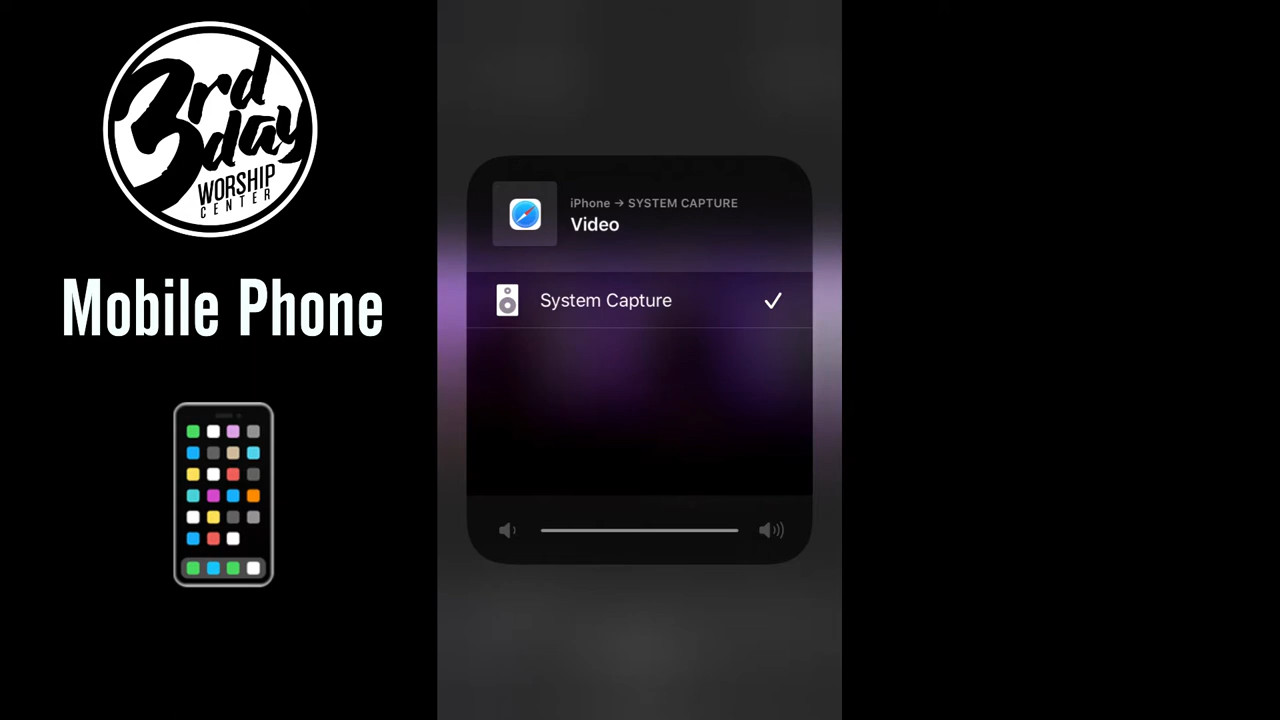 3rd
day
WORSHIP
CENTER
Mobile Phone
iPhone → SYSTEM CAPTURE
Video
System Capture